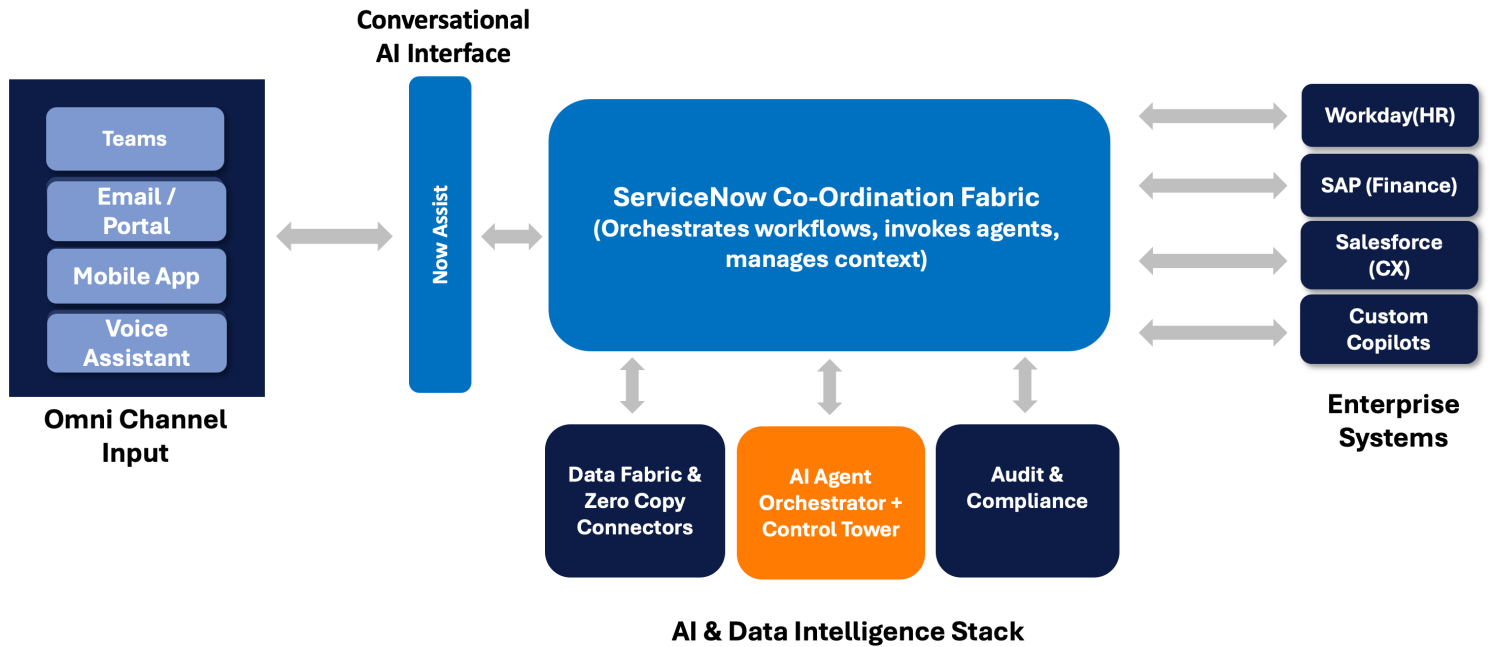 Conversational
AI Interface
Teams
Email /
Portal
Mobile App
Voice
Assistant
Omni Channel
Input
Now Assist
ServiceNow Co-Ordination Fabric
(Orchestrates workflows, invokes agents,
manages context)
Workday(HR)
SAP (Finance)
Salesforce
(CX)
Custom
Copilots
Enterprise
Systems
Data Fabric &
Zero Copy
Connectors
AI Agent
Orchestrator +
Control Tower
Audit &
Compliance
AI & Data Intelligence Stack